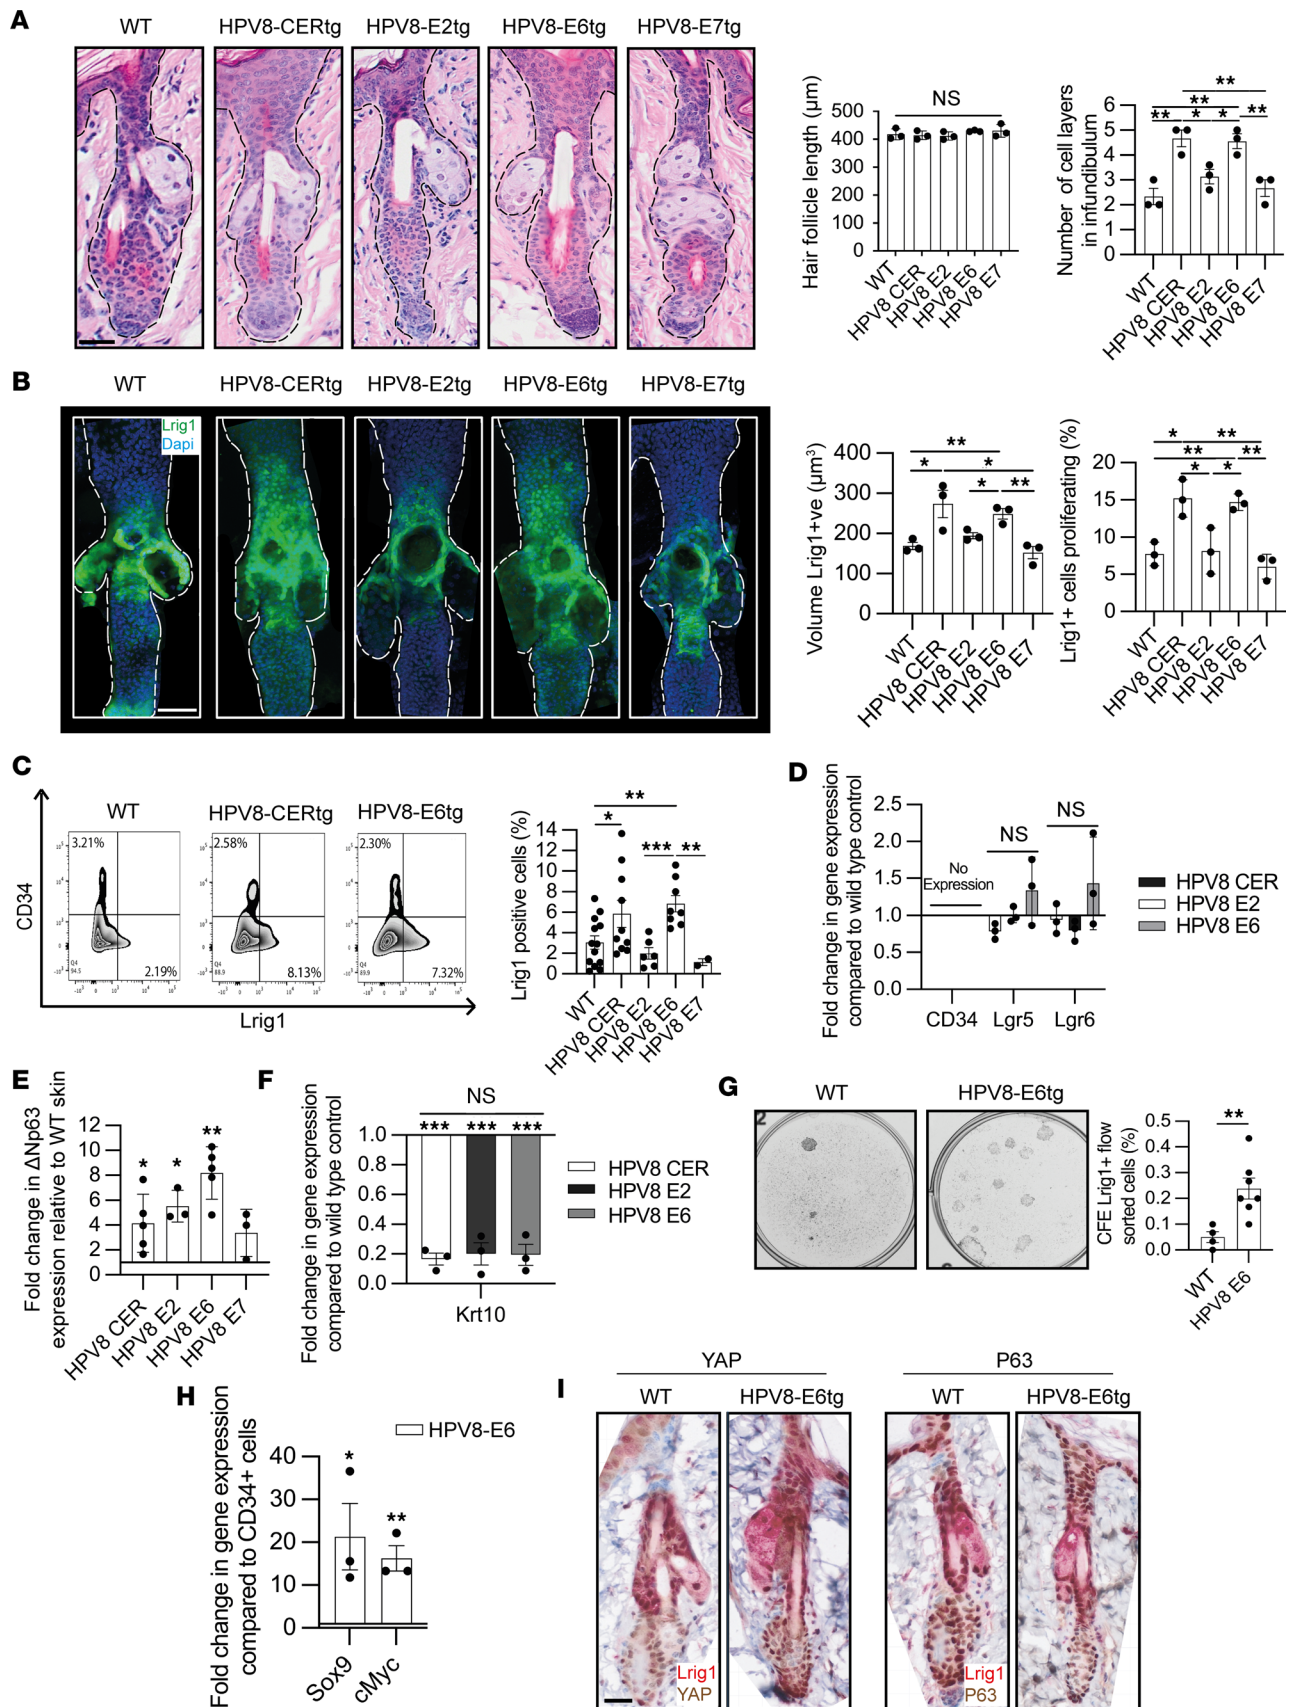 A
WT
HPV8-CERtg
HPV8-E2tg
HPV8-E6tg
HPV8-E7tg
Hair follicle length (µm)
500
400
300
200
100
0
NS
WT
HPV8 CER
HPV8 E2
HPV8 E6
HPV8 E7
Number of cell layers
in infundibulum
6
5
4
3
2
0
** * * **
**
**
WT
HPV8 CER
HPV8 E2
HPV8 E6
HPV8 E7
B
WT
HPV8-CERtg
HPV8-E2tg
HPV8-E6tg
HPV8-E7tg
Lrig1
Dapi
Volume Lrig1+ve (µm³)
400
300
200
100
0
**
* *
* **
WT
HPV8 CER
HPV8 E2
HPV8 E6
HPV8 E7
Lrig1+ cells proliferating (%)
20
15
10
5
0
* **
** **
* *
WT
HPV8 CER
HPV8 E2
HPV8 E6
HPV8 E7
C
WT
HPV8-CERtg
HPV8-E6tg
CD34
3.21%
2.19%
Q4
94.5
2.58%
8.13%
Q4
88.9
2.30%
7.32%
Q4
89.9
Lrig1
Lrig1 positive cells (%)
14
12
10
8
6
4
2
0
**
* *** **
WT
HPV8 CER
HPV8 E2
HPV8 E6
HPV8 E7
D
Fold change in gene expression
compared to wild type control
2.5
2.0
1.5
1.0
0.5
0.0
No
Expression
NS
NS
CD34
Lgr5
Lgr6
HPV8 CER
HPV8 E2
HPV8 E6
E
Fold change in ΔNp63
expression relative to WT skin
12
10
8
6
4
2
0
*
*
**
HPV8 CER
HPV8 E2
HPV8 E6
HPV8 E7
F
Fold change in gene expression
compared to wild type control
NS
*** *** ***
1.0
0.8
0.6
0.4
0.2
0.0
Krt10
HPV8 CER
HPV8 E2
HPV8 E6
G
WT
HPV8-E6tg
CFE Lrig1+ flow
sorted cells (%)
0.5
0.4
0.3
0.2
0.1
0.0
**
WT
HPV8 E6
H
Fold change in gene expression
compared to CD34+ cells
40
30
20
10
0
*
**
HPV8-E6
Sox9
cMyc
I
YAP
P63
WT
HPV8-E6tg
WT
HPV8-E6tg
Lrig1
YAP
Lrig1
P63